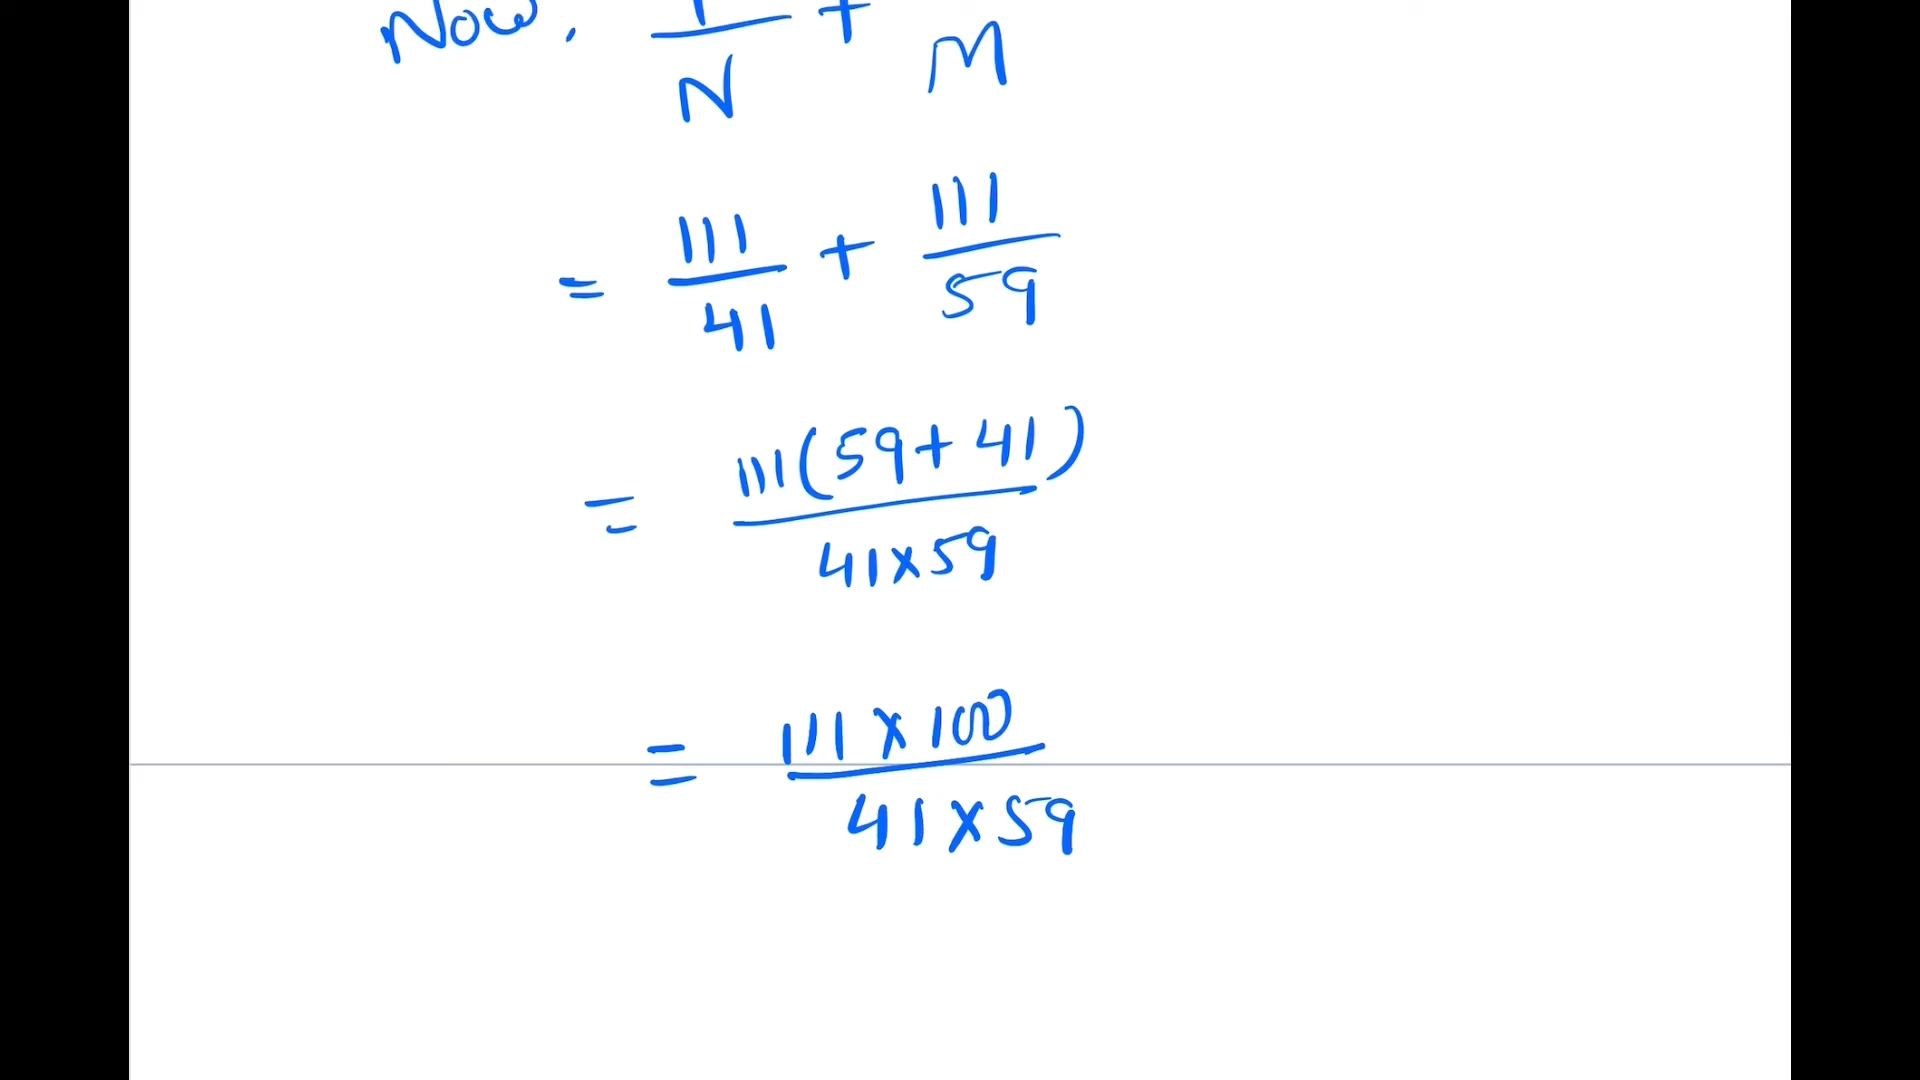 Now, 1/N + /M
= 111/41 + 111/59
= 111(59+41)/41×59
= 111×100/41×59